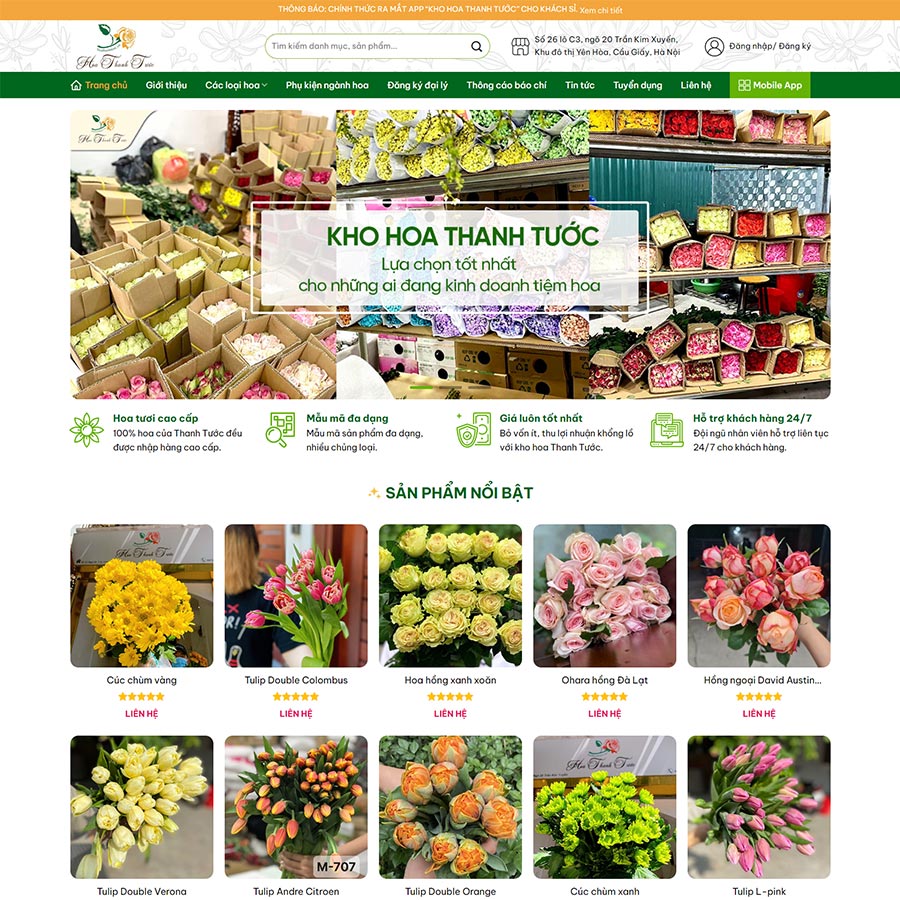 THÔNG BÁO: CHÍNH THỨC RA MẮT APP "KHO HOA THANH TƯỚC" CHO KHÁCH SỈ. Xem chi tiết
Hoa Thanh Tước
Tìm kiếm danh mục, sản phẩm...
Số 26 lô C3, ngõ 20 Trần Kim Xuyến,
Khu đô thị Yên Hòa, Cầu Giấy, Hà Nội
Đăng nhập/ Đăng ký
Trang chủ Giới thiệu Các loại hoa Phụ kiện ngành hoa Đăng ký đại lý Thông cáo báo chí Tin tức Tuyển dụng Liên hệ Mobile App
Hoa Thanh Tước
KHO HOA THANH TƯỚC
Lựa chọn tốt nhất
cho những ai đang kinh doanh tiệm hoa
Hoa tươi cao cấp
100% hoa của Thanh Tước đều
được nhập hàng cao cấp.
Mẫu mã đa dạng
Mẫu mã sản phẩm đa dạng,
nhiều chủng loại.
Giá luôn tốt nhất
Bỏ vốn ít, thu lợi nhuận khổng lồ
với kho hoa Thanh Tước.
Hỗ trợ khách hàng 24/7
Đội ngũ nhân viên hỗ trợ liên tục
24/7 cho khách hàng.
SẢN PHẨM NỔI BẬT
Hoa Thanh Tước
Cúc chùm vàng Tulip Double Colombus Hoa hồng xanh xoăn Ohara hồng Đà Lạt Hồng ngoại David Austin...
LIÊN HỆ LIÊN HỆ LIÊN HỆ LIÊN HỆ LIÊN HỆ
Hoa Thanh Tước
M-707
Tulip Double Verona Tulip Andre Citroen Tulip Double Orange Cúc chùm xanh Tulip L-pink